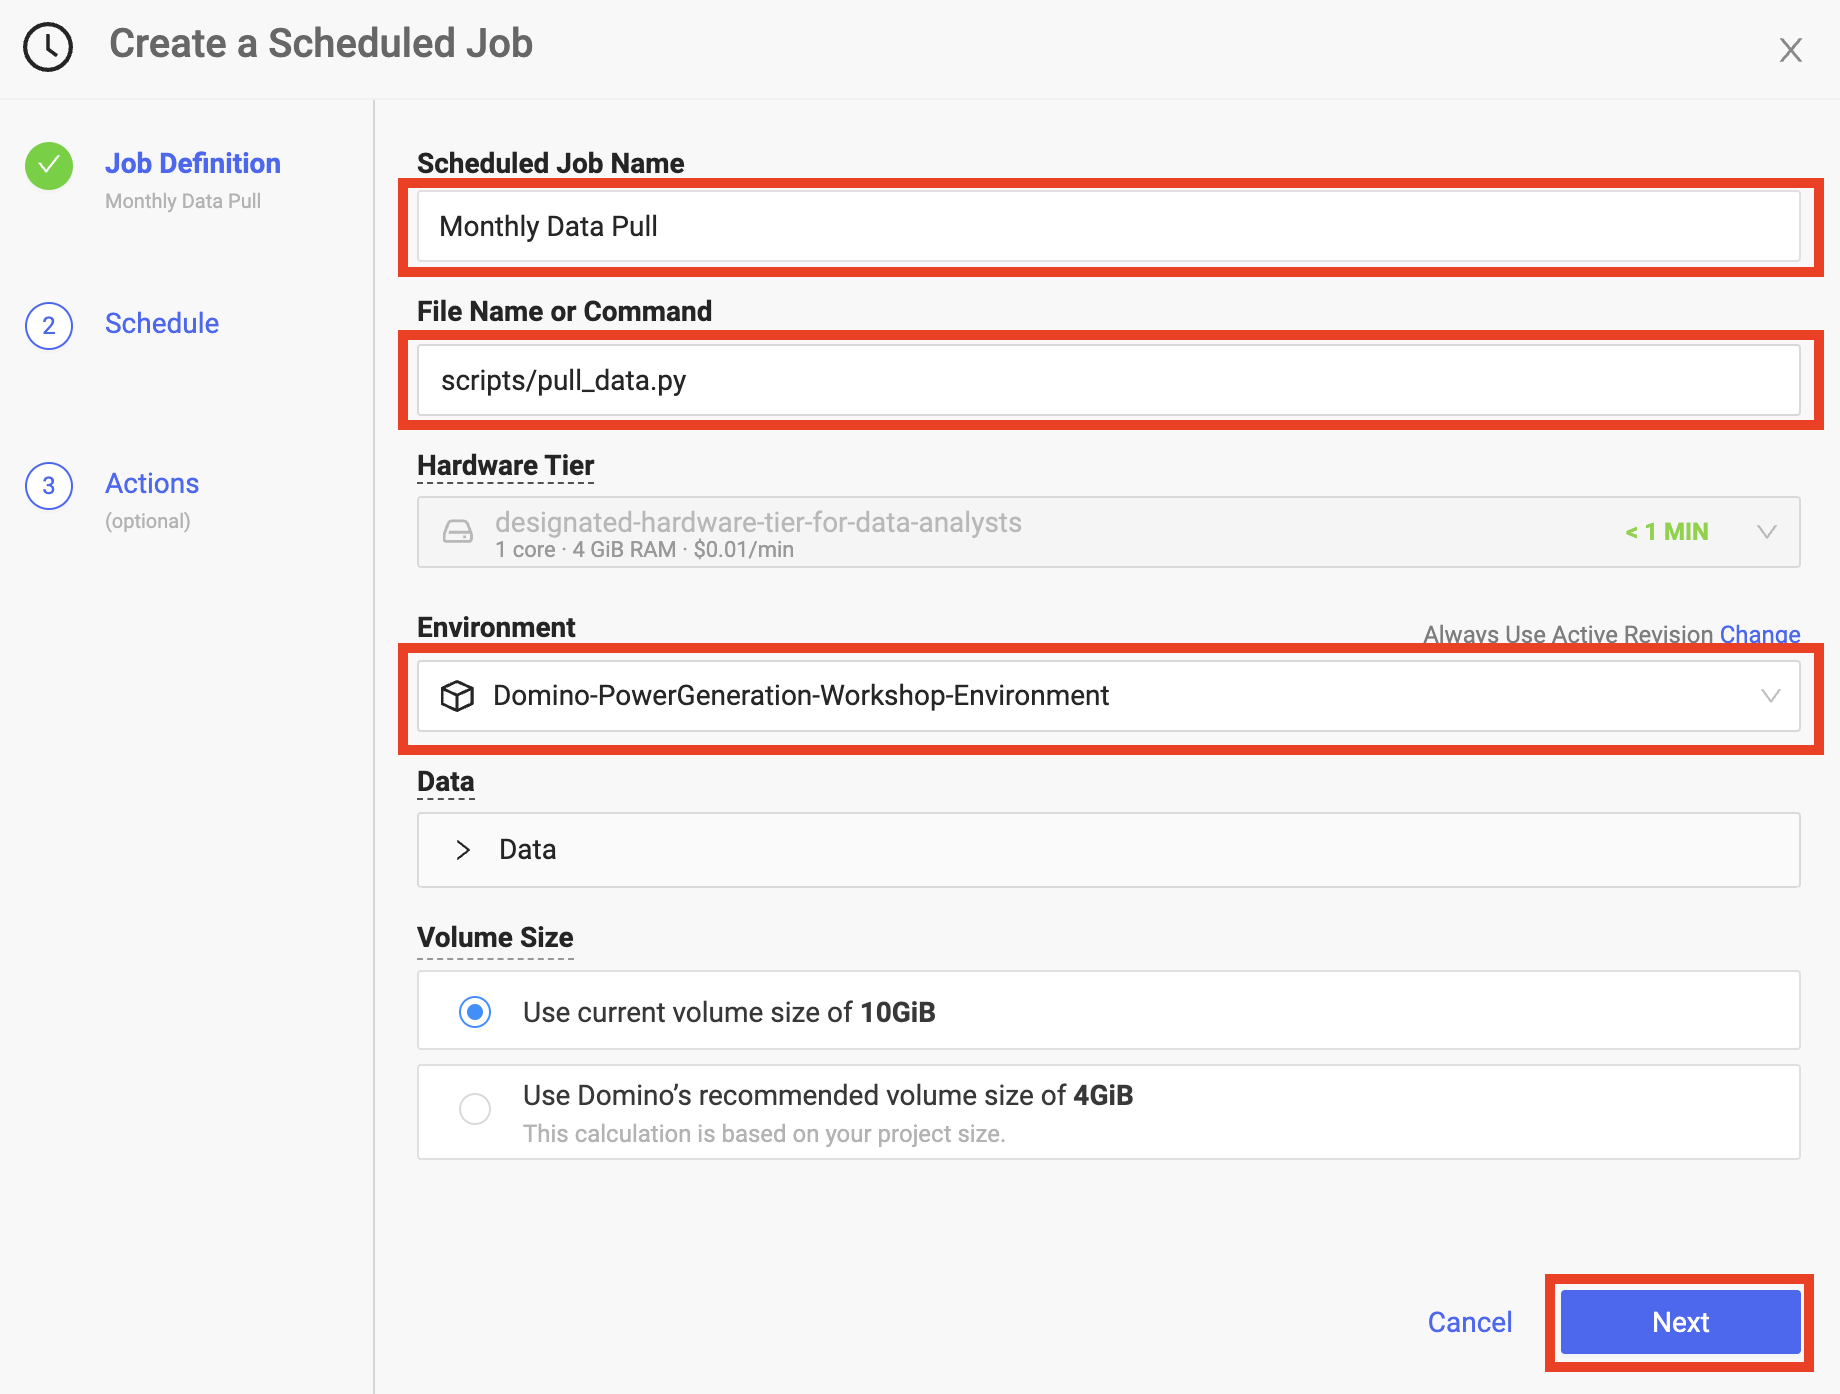 Create a Scheduled Job
Job Definition
Monthly Data Pull
2
Schedule
3
Actions
(optional)
Scheduled Job Name
Monthly Data Pull
File Name or Command
scripts/pull_data.py
Hardware Tier
designated-hardware-tier-for-data-analysts
1 core · 4 GiB RAM · $0.01/min
< 1 MIN
Environment
Always Use Active Revision Change
Domino-PowerGeneration-Workshop-Environment
Data
Data
Volume Size
Use current volume size of 10GiB
Use Domino’s recommended volume size of 4GiB
This calculation is based on your project size.
Cancel
Next